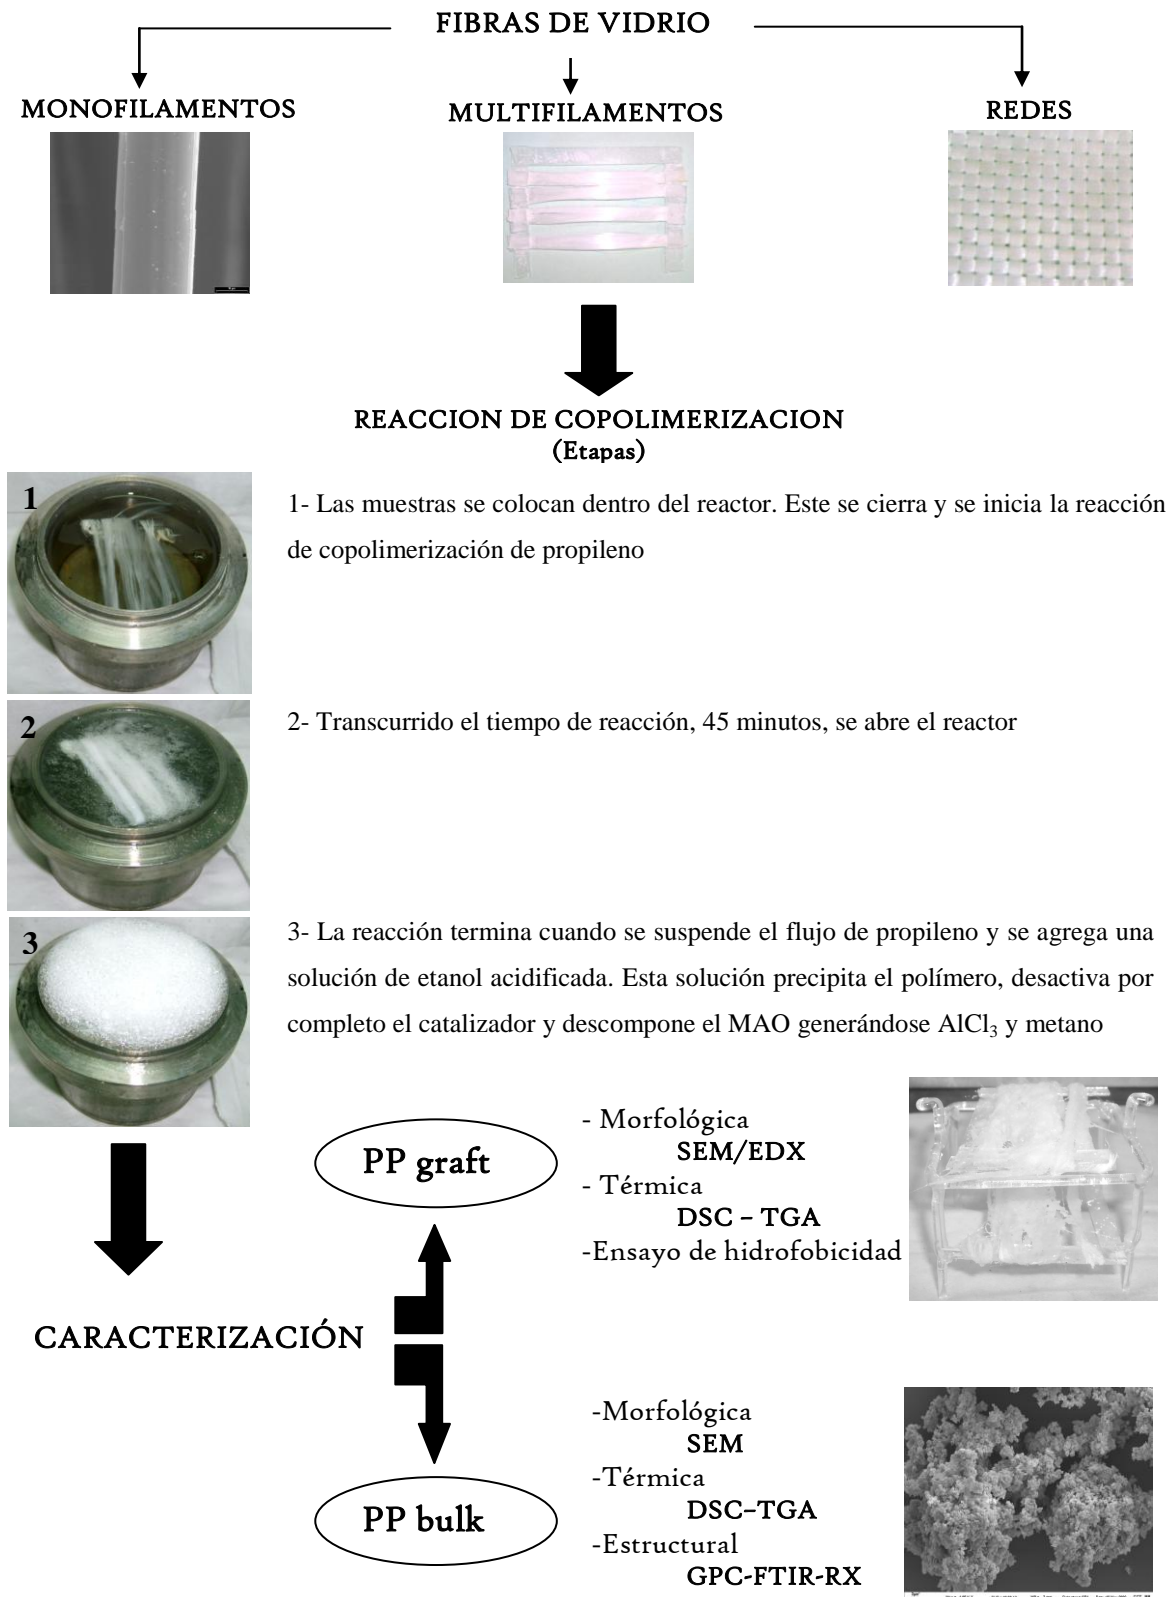 FIBRAS DE VIDRIO
MONOFILAMENTOS
MULTIFILAMENTOS
REDES
REACCION DE COPOLIMERIZACION
(Etapas)
1
1- Las muestras se colocan dentro del reactor. Este se cierra y se inicia la reacción
de copolimerización de propileno
2
2- Transcurrido el tiempo de reacción, 45 minutos, se abre el reactor
3
3- La reacción termina cuando se suspende el flujo de propileno y se agrega una
solución de etanol acidificada. Esta solución precipita el polímero, desactiva por
completo el catalizador y descompone el MAO generándose AlCl₃ y metano
CARACTERIZACIÓN
PP graft
- Morfológica
SEM/EDX
- Térmica
DSC – TGA
-Ensayo de hidrofobicidad
PP bulk
-Morfológica
SEM
-Térmica
DSC–TGA
-Estructural
GPC-FTIR-RX